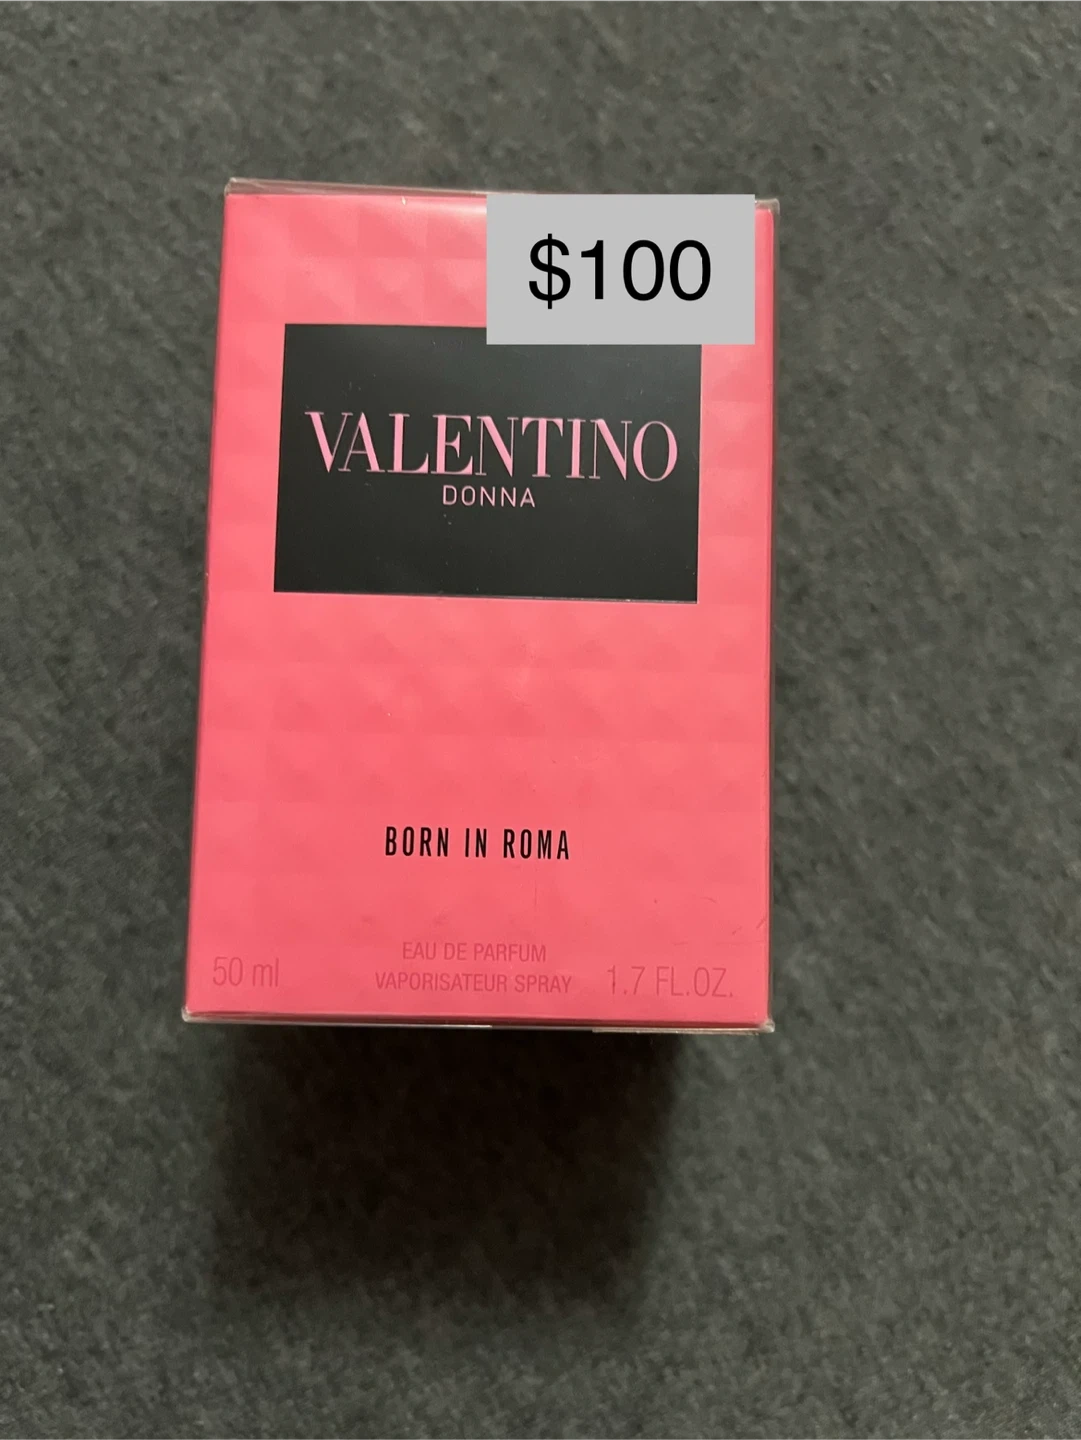 $100
VALENTINO
DONNA
BORN IN ROMA
EAU DE PARFUM
50 ml VAPORISATEUR SPRAY 1.7 FL.OZ.